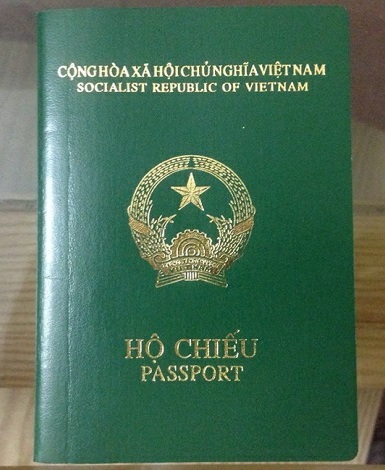 CỘNG HÒA XÃ HỘI CHỦ NGHĨA VIỆT NAM
SOCIALIST REPUBLIC OF VIETNAM
HỘ CHIẾU
PASSPORT